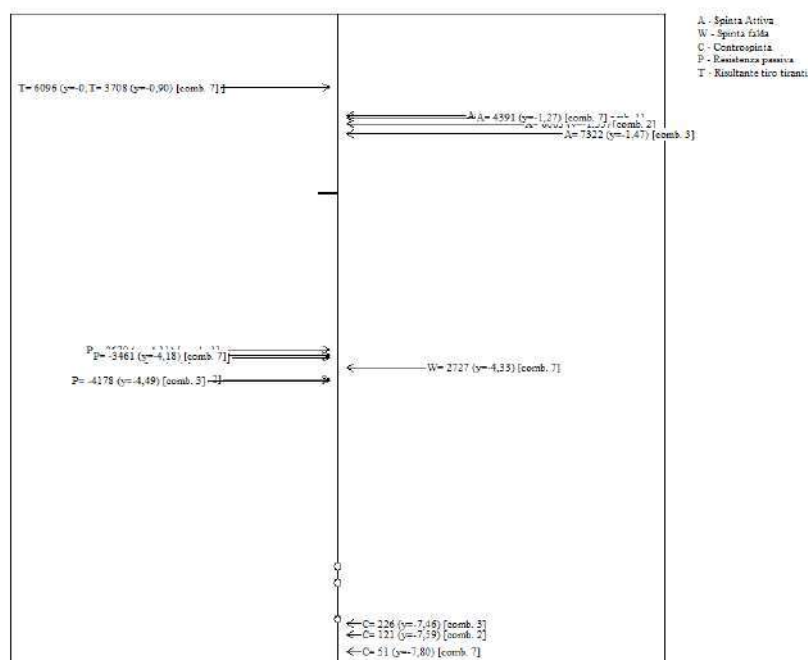 A - Spinta Attiva
W - Spinta falda
C - Controspinta
P - Resistenza passiva
T - Risultante tiro tiranti
T= 6096 (y=-0, T= 3708 (y=-0,90) [comb. 7]
A= 4391 (y=-1,27) [comb. 7]
[comb. 2]
A= 7322 (y=-1,47) [comb. 3]
P= -3461 (y=-4,18) [comb. 7]
W= 2727 (y=-4,33) [comb. 7]
P= -4178 (y=-4,49) [comb. 3]
C= 226 (y=-7,46) [comb. 3]
C= 121 (y=-7,59) [comb. 2]
C= 51 (y=-7,80) [comb. 7]